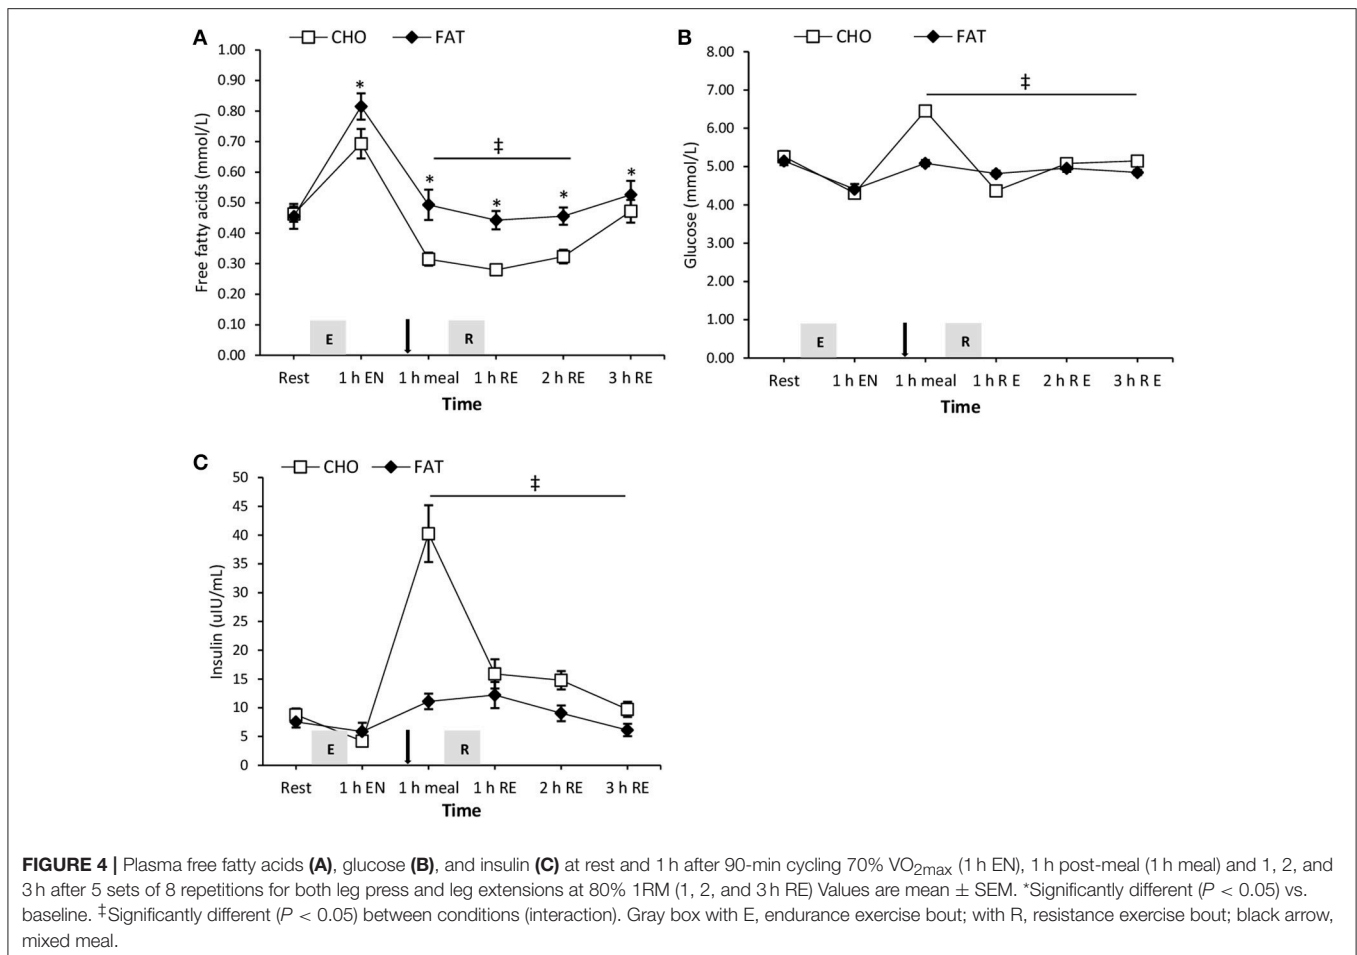 A
CHO FAT
1.00
0.90
0.80
0.70
0.60
0.50
0.40
0.30
0.20
0.10
0.00
Free fatty acids (mmol/L)
*
* ‡ * * *
E R
Rest 1 h EN 1 h meal 1 h RE 2 h RE 3 h RE
Time
B
CHO FAT
8.00
7.00
6.00
5.00
4.00
3.00
2.00
1.00
0.00
Glucose (mmol/L)
‡
E R
Rest 1 h EN 1 h meal 1 h R E 2 h R E 3 h R E
Time
C
CHO FAT
50
45
40
35
30
25
20
15
10
5
0
Insulin (uIU/mL)
‡
E R
Rest 1 h EN 1 h meal 1 h RE 2 h RE 3 h RE
Time
FIGURE 4 | Plasma free fatty acids (A), glucose (B), and insulin (C) at rest and 1 h after 90-min cycling 70% VO2max (1 h EN), 1 h post-meal (1 h meal) and 1, 2, and
3 h after 5 sets of 8 repetitions for both leg press and leg extensions at 80% 1RM (1, 2, and 3 h RE) Values are mean ± SEM. *Significantly different (P < 0.05) vs.
baseline. ‡Significantly different (P < 0.05) between conditions (interaction). Gray box with E, endurance exercise bout; with R, resistance exercise bout; black arrow,
mixed meal.